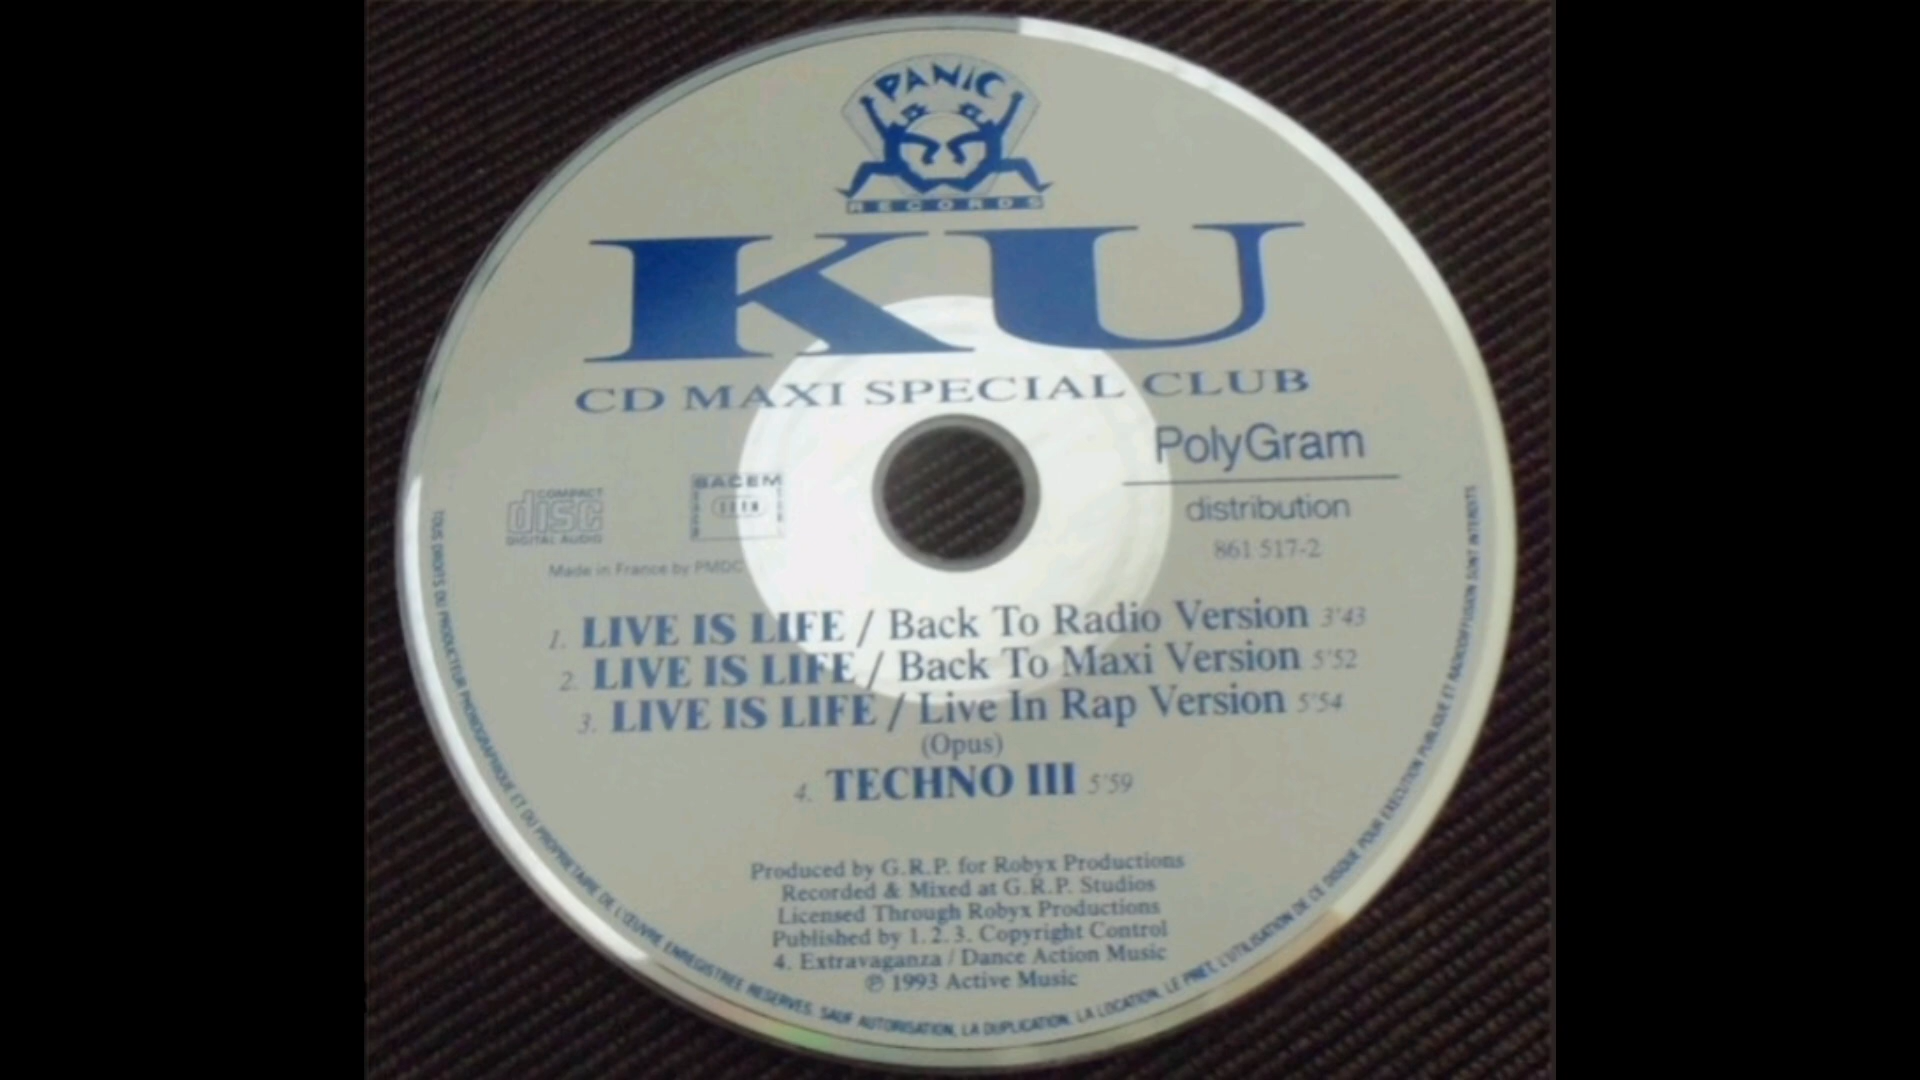 PANIC
RECORDS
KU
CD MAXI SPECIAL CLUB
PolyGram
distribution
861 517-2
COMPACT
disc
DIGITAL AUDIO
SACEM
Made in France by PMDC
1. LIVE IS LIFE / Back To Radio Version 3'43
2. LIVE IS LIFE / Back To Maxi Version 5'52
3. LIVE IS LIFE / Live In Rap Version 5'54
(Opus)
4. TECHNO III 5'59
Produced by G.R.P. for Robyx Productions
Recorded & Mixed at G.R.P. Studios
Licensed Through Robyx Productions
Published by 1. 2. 3. Copyright Control
4. Extravaganza / Dance Action Music
℗ 1993 Active Music
TOUS DROITS DU PRODUCTEUR PHONOGRAPHIQUE ET DU PROPRIETAIRE DE L'ŒUVRE ENREGISTREE RESERVES. SAUF AUTORISATION, LA DUPLICATION, LA LOCATION, LE PRET, L'UTILISATION DE CE DISQUE POUR EXECUTION PUBLIQUE ET RADIODIFFUSION SONT INTERDITS